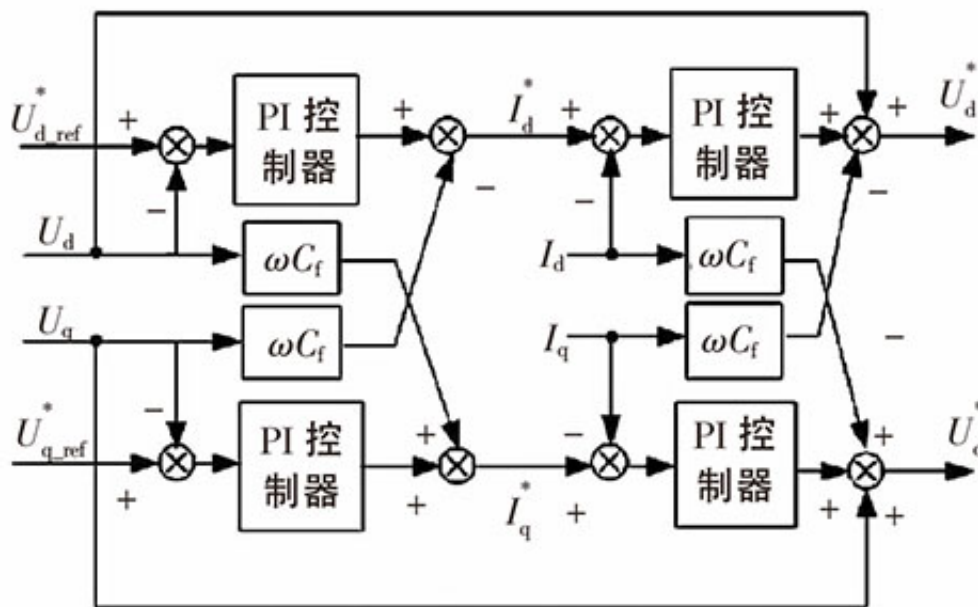 U*d_ref
+
−
PI 控
制器
+
−
I*d
+
−
PI 控
制器
+
+
−
U*d
Ud
ωCf
Id
ωCf
Uq
ωCf
Iq
ωCf
−
U*q_ref
−
+
PI 控
制器
+
+
I*q
−
+
PI 控
制器
+
+
+
U*q